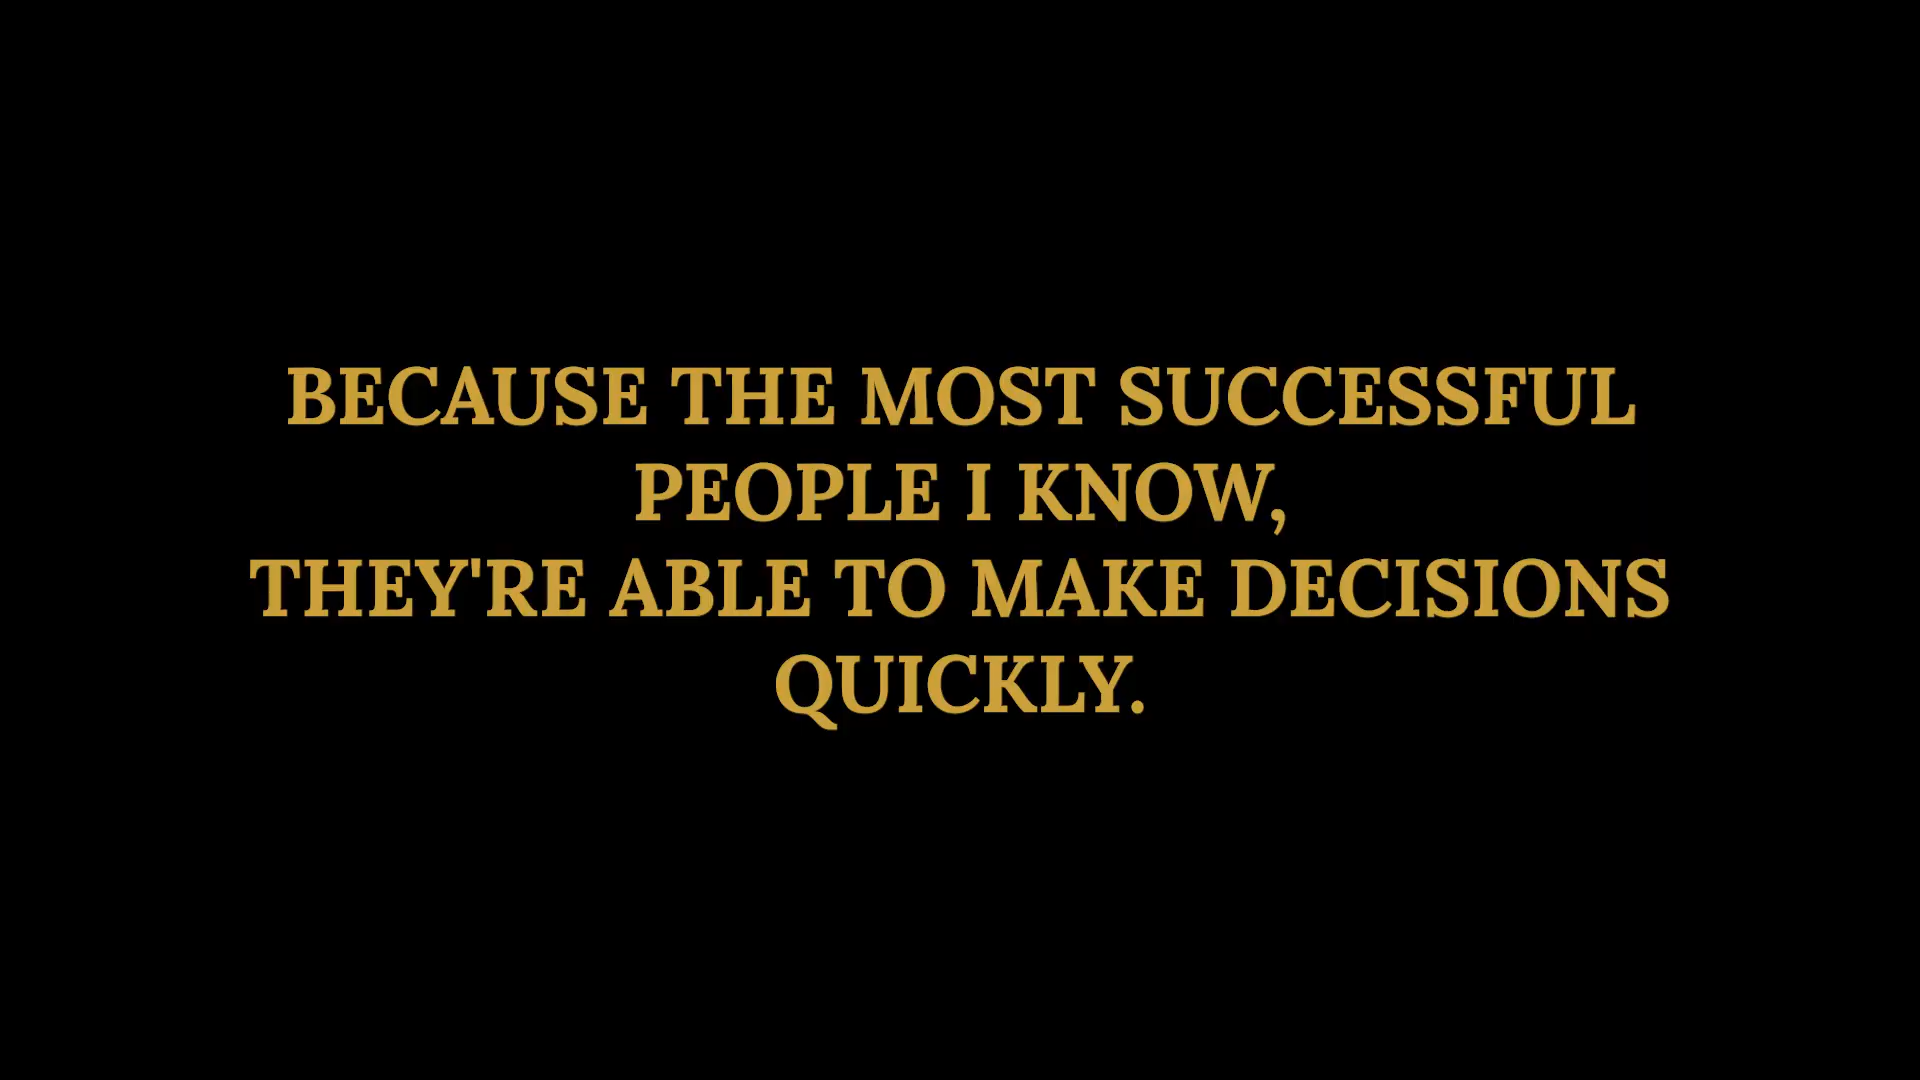 BECAUSE THE MOST SUCCESSFUL
PEOPLE I KNOW,
THEY'RE ABLE TO MAKE DECISIONS
QUICKLY.